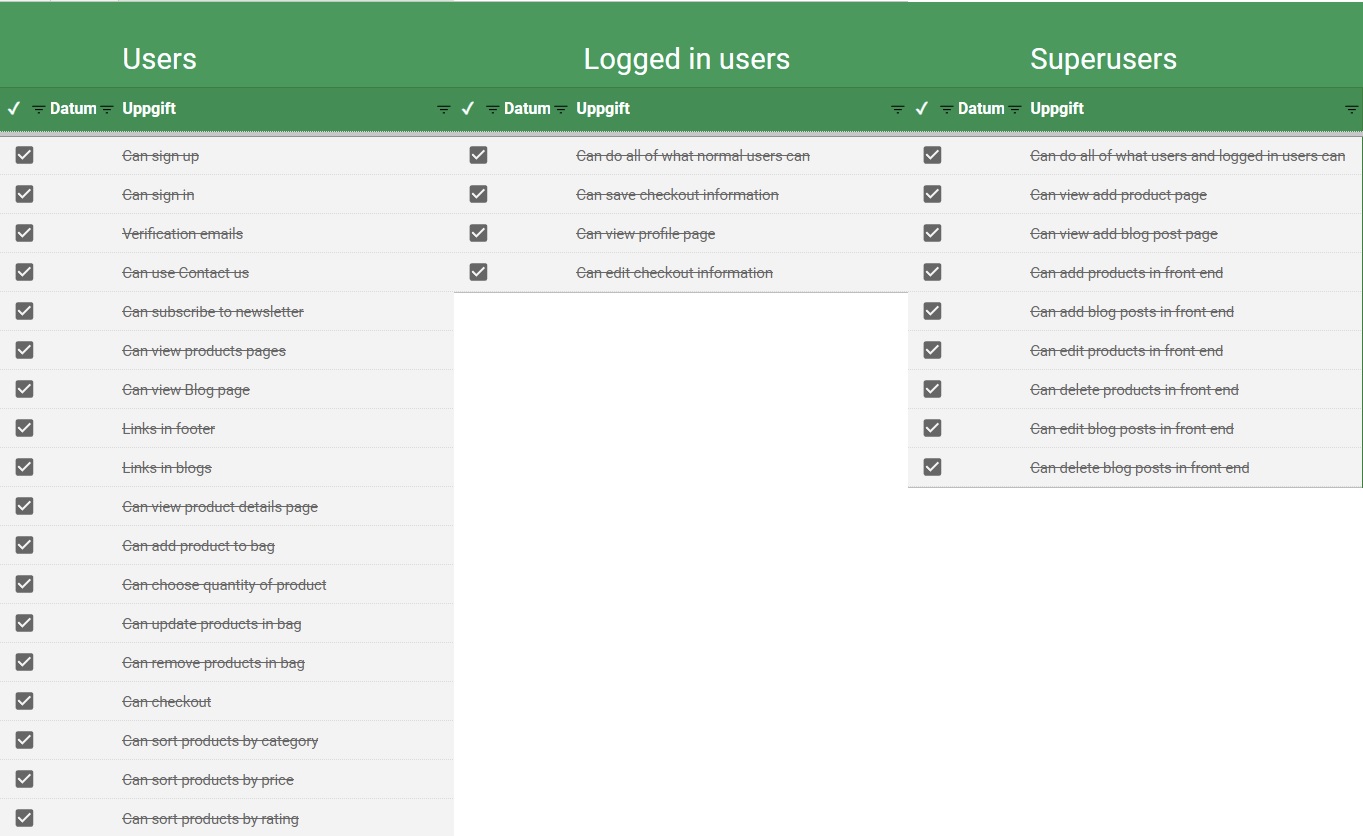 Users
Logged in users
Superusers
Datum Uppgift
Datum Uppgift
Datum Uppgift
Can sign up
Can sign in
Verification emails
Can use Contact us
Can subscribe to newsletter
Can view products pages
Can view Blog page
Links in footer
Links in blogs
Can view product details page
Can add product to bag
Can choose quantity of product
Can update products in bag
Can remove products in bag
Can checkout
Can sort products by category
Can sort products by price
Can sort products by rating
Can do all of what normal users can
Can save checkout information
Can view profile page
Can edit checkout information
Can do all of what users and logged in users can
Can view add product page
Can view add blog post page
Can add products in front end
Can add blog posts in front end
Can edit products in front end
Can delete products in front end
Can edit blog posts in front end
Can delete blog posts in front end